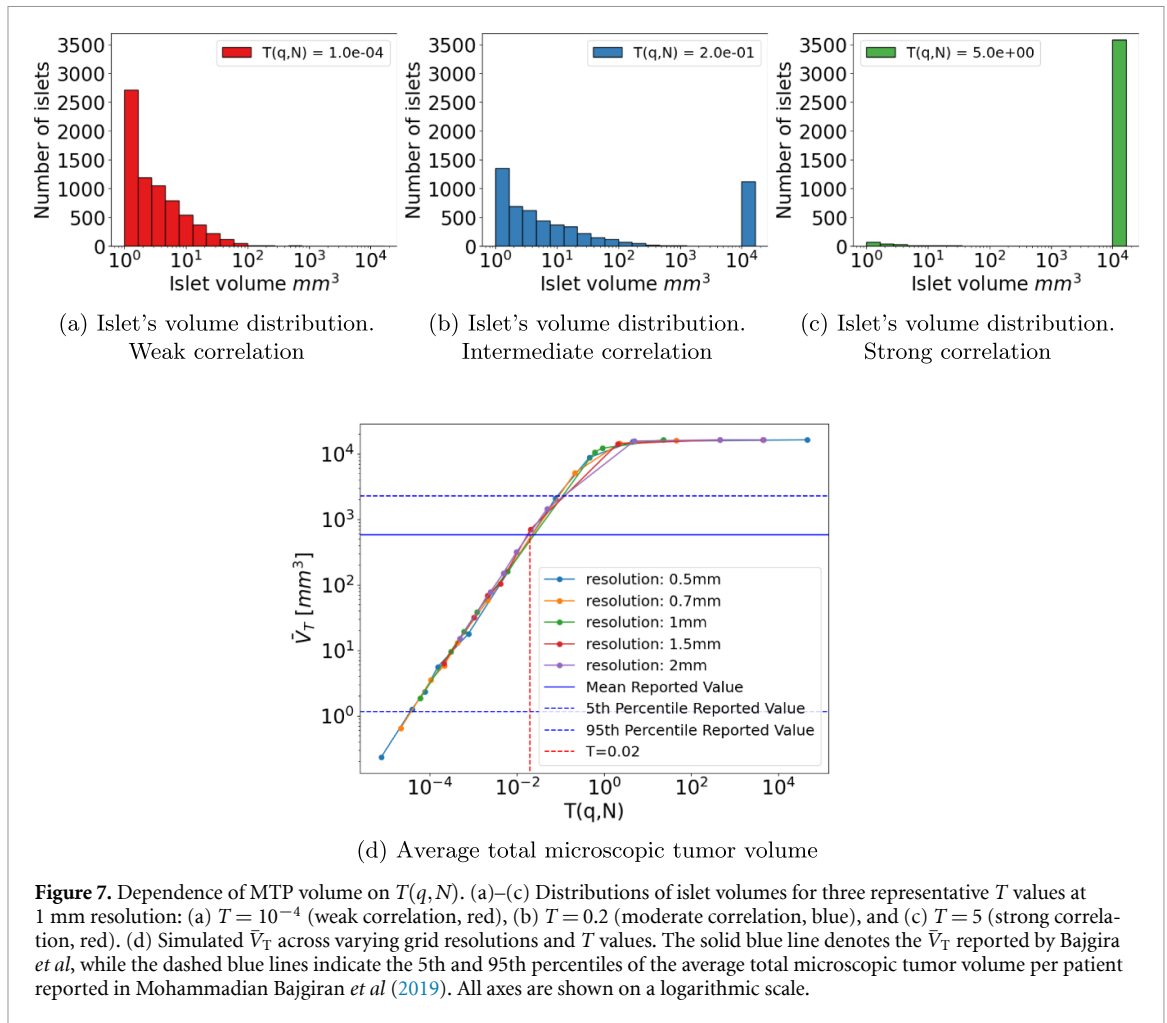 T(q,N) = 1.0e-04
Number of islets
3500
3000
2500
2000
1500
1000
500
0
10^0 10^1 10^2 10^3 10^4
Islet volume mm^3
(a) Islet's volume distribution.
Weak correlation
T(q,N) = 2.0e-01
Number of islets
3500
3000
2500
2000
1500
1000
500
0
10^0 10^1 10^2 10^3 10^4
Islet volume mm^3
(b) Islet's volume distribution.
Intermediate correlation
T(q,N) = 5.0e+00
Number of islets
3500
3000
2500
2000
1500
1000
500
0
10^0 10^1 10^2 10^3 10^4
Islet volume mm^3
(c) Islet's volume distribution.
Strong correlation
V̄_T [mm^3]
10^4
10^3
10^2
10^1
10^0
resolution: 0.5mm
resolution: 0.7mm
resolution: 1mm
resolution: 1.5mm
resolution: 2mm
Mean Reported Value
5th Percentile Reported Value
95th Percentile Reported Value
T=0.02
10^-4 10^-2 10^0 10^2 10^4
T(q,N)
(d) Average total microscopic tumor volume
Figure 7. Dependence of MTP volume on T(q, N). (a)–(c) Distributions of islet volumes for three representative T values at
1 mm resolution: (a) T = 10^−4 (weak correlation, red), (b) T = 0.2 (moderate correlation, blue), and (c) T = 5 (strong correla-
tion, red). (d) Simulated V̄_T across varying grid resolutions and T values. The solid blue line denotes the V̄_T reported by Bajgira
et al, while the dashed blue lines indicate the 5th and 95th percentiles of the average total microscopic tumor volume per patient
reported in Mohammadian Bajgiran et al (2019). All axes are shown on a logarithmic scale.